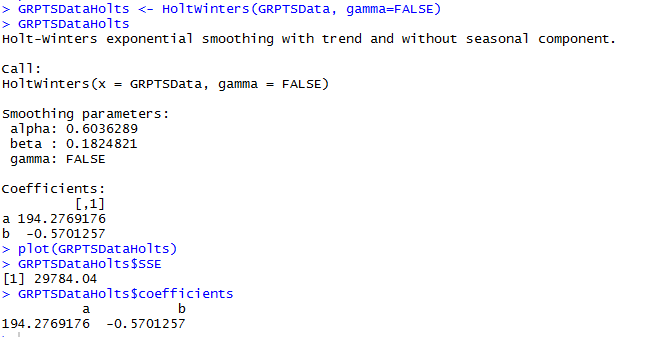 > GRPTSDataHolts <- HoltWinters(GRPTSData, gamma=FALSE)
> GRPTSDataHolts
Holt-Winters exponential smoothing with trend and without seasonal component.

Call:
HoltWinters(x = GRPTSData, gamma = FALSE)

Smoothing parameters:
 alpha: 0.6036289
 beta : 0.1824821
 gamma: FALSE

Coefficients:
         [,1]
a 194.2769176
b  -0.5701257
> plot(GRPTSDataHolts)
> GRPTSDataHolts$SSE
[1] 29784.04
> GRPTSDataHolts$coefficients
          a           b
194.2769176  -0.5701257